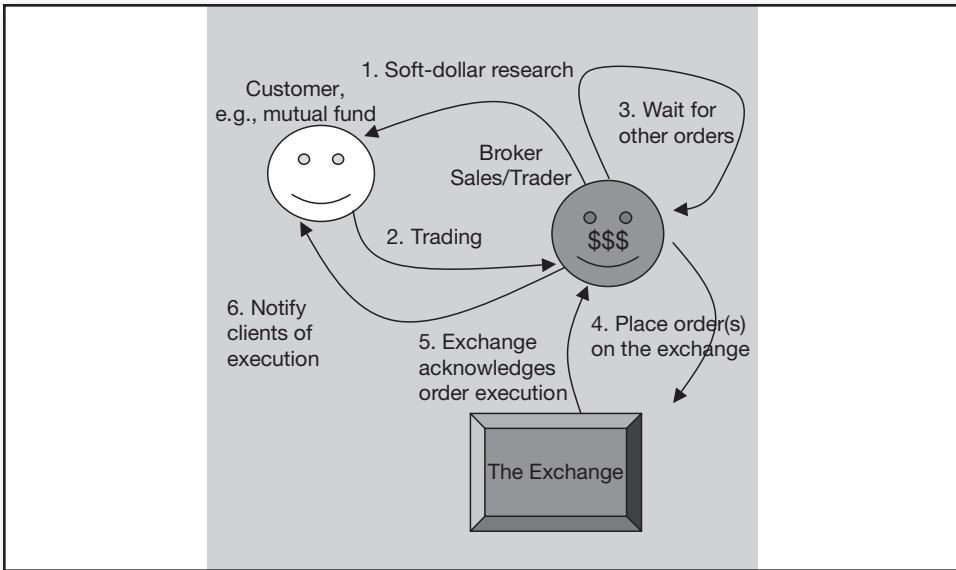 1. Soft-dollar research
Customer,
e.g., mutual fund
3. Wait for
other orders
Broker
Sales/Trader
$$$
2. Trading
6. Notify
clients of
execution
5. Exchange
acknowledges
order execution
4. Place order(s)
on the exchange
The Exchange